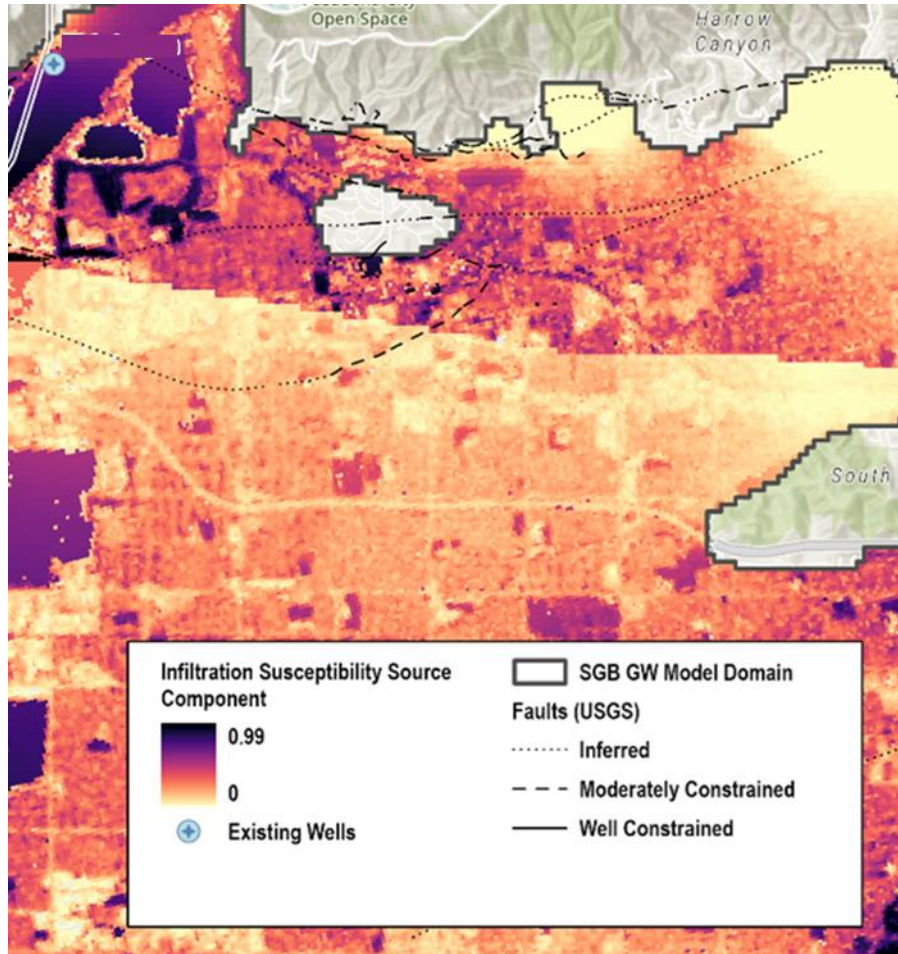 Open Space
Harrow
Canyon
South
Infiltration Susceptibility Source
Component
0.99
0
Existing Wells
SGB GW Model Domain
Faults (USGS)
Inferred
Moderately Constrained
Well Constrained